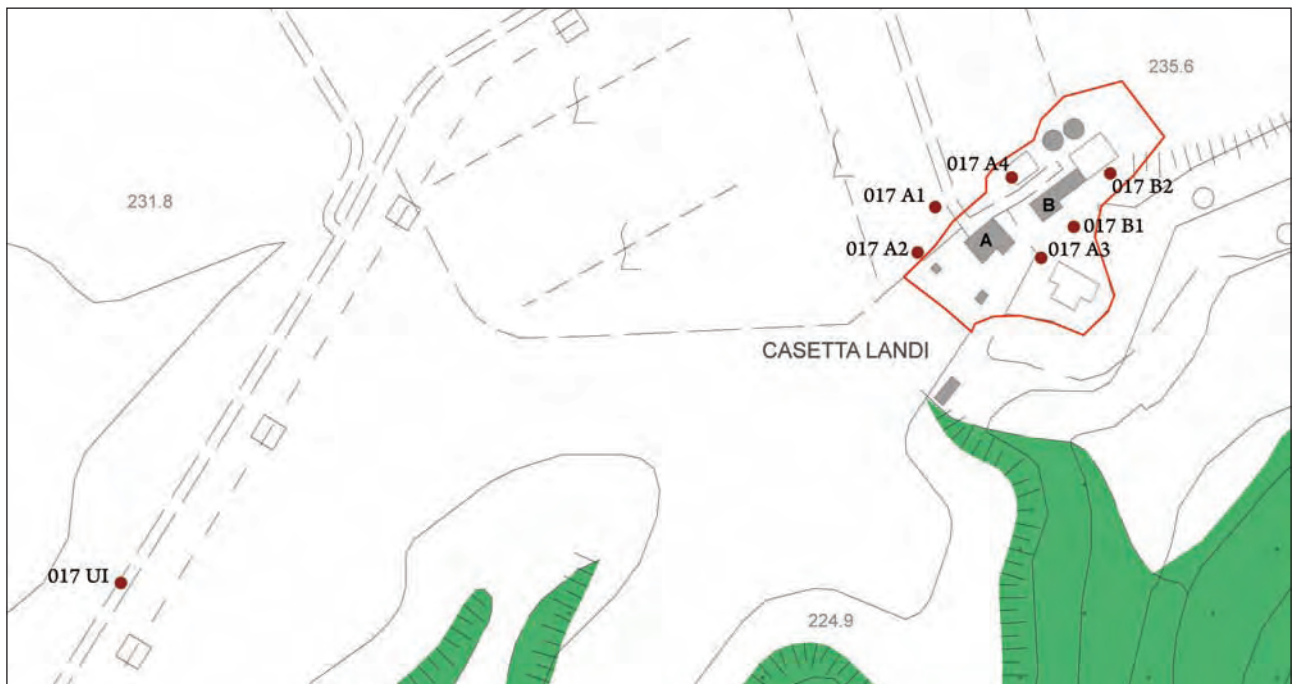 235.6
017 A4
017 B2
231.8
017 A1
B
017 B1
017 A2
A
017 A3
CASETTA LANDI
017 UI
224.9